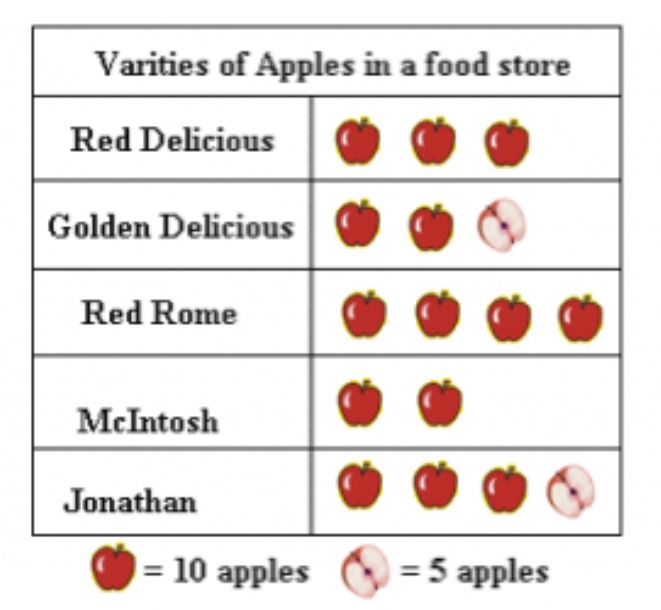 Varities of Apples in a food store
Red Delicious
Golden Delicious
Red Rome
McIntosh
Jonathan
= 10 apples = 5 apples